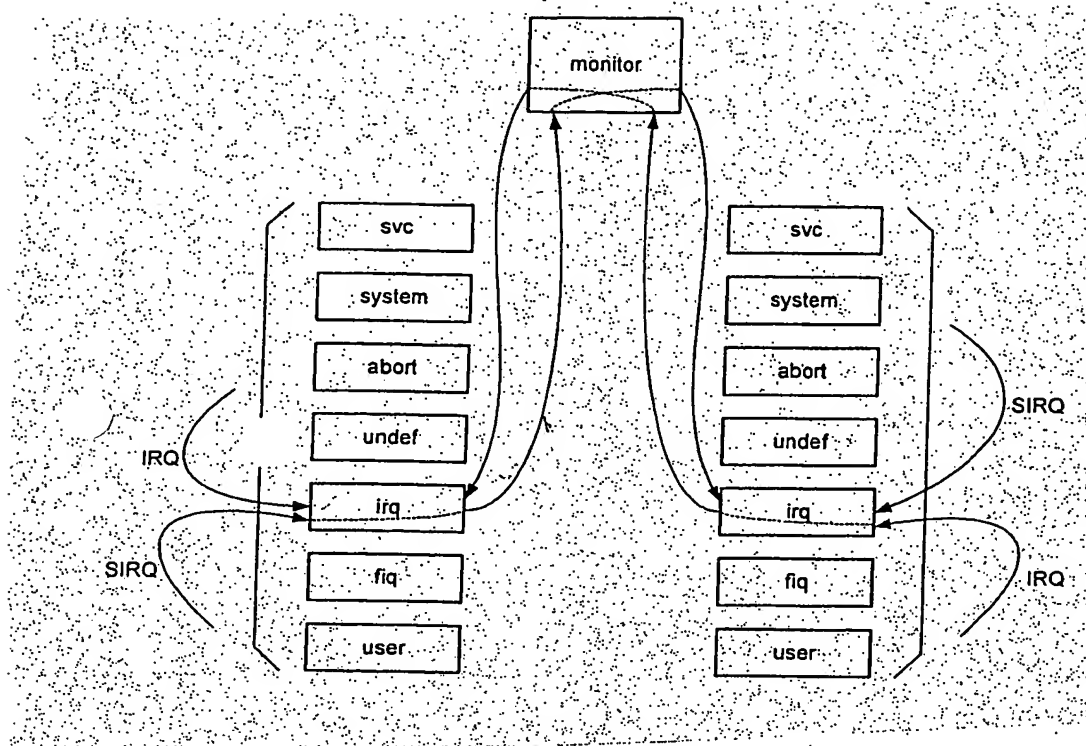 monitor
svc
system
abort
undef
irq
fiq
user
IRQ
SIRQ
svc
system
abort
undef
irq
fiq
user
SIRQ
IRQ